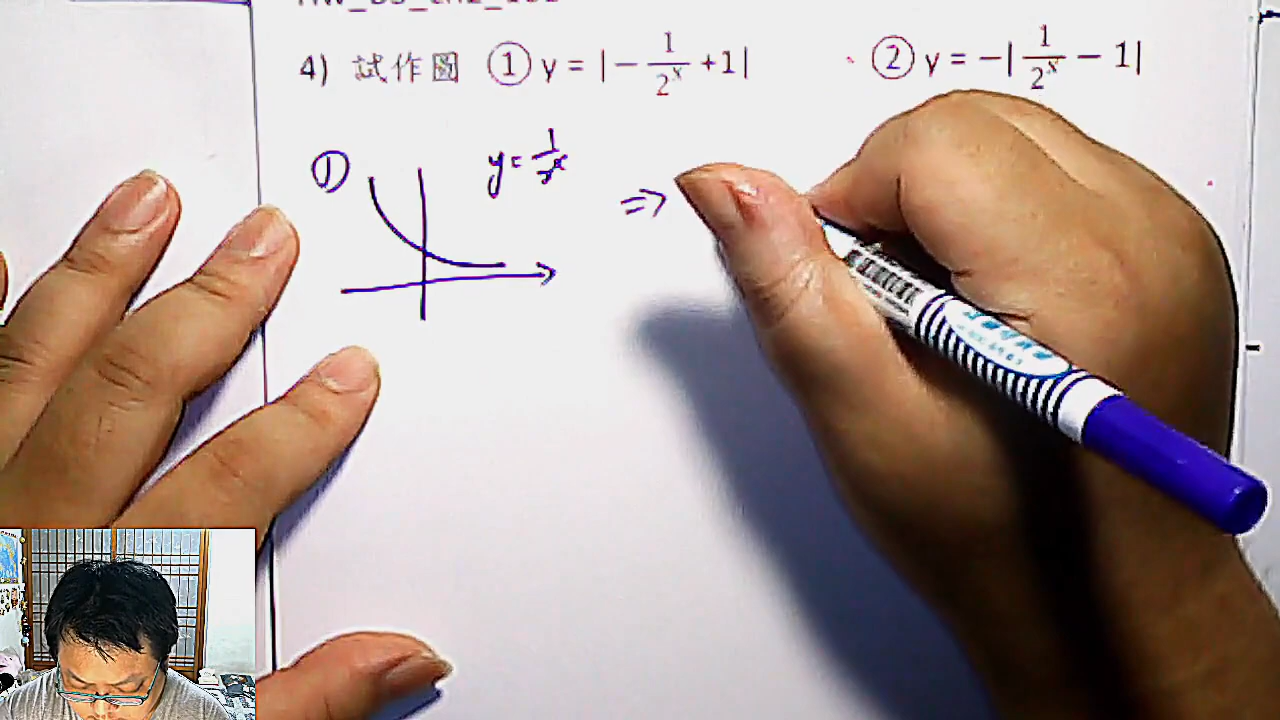 4) 試作圖 ① y = |− 1/2^x +1| ② y = −| 1/2^x − 1|
① y = 1/2^x ⇒